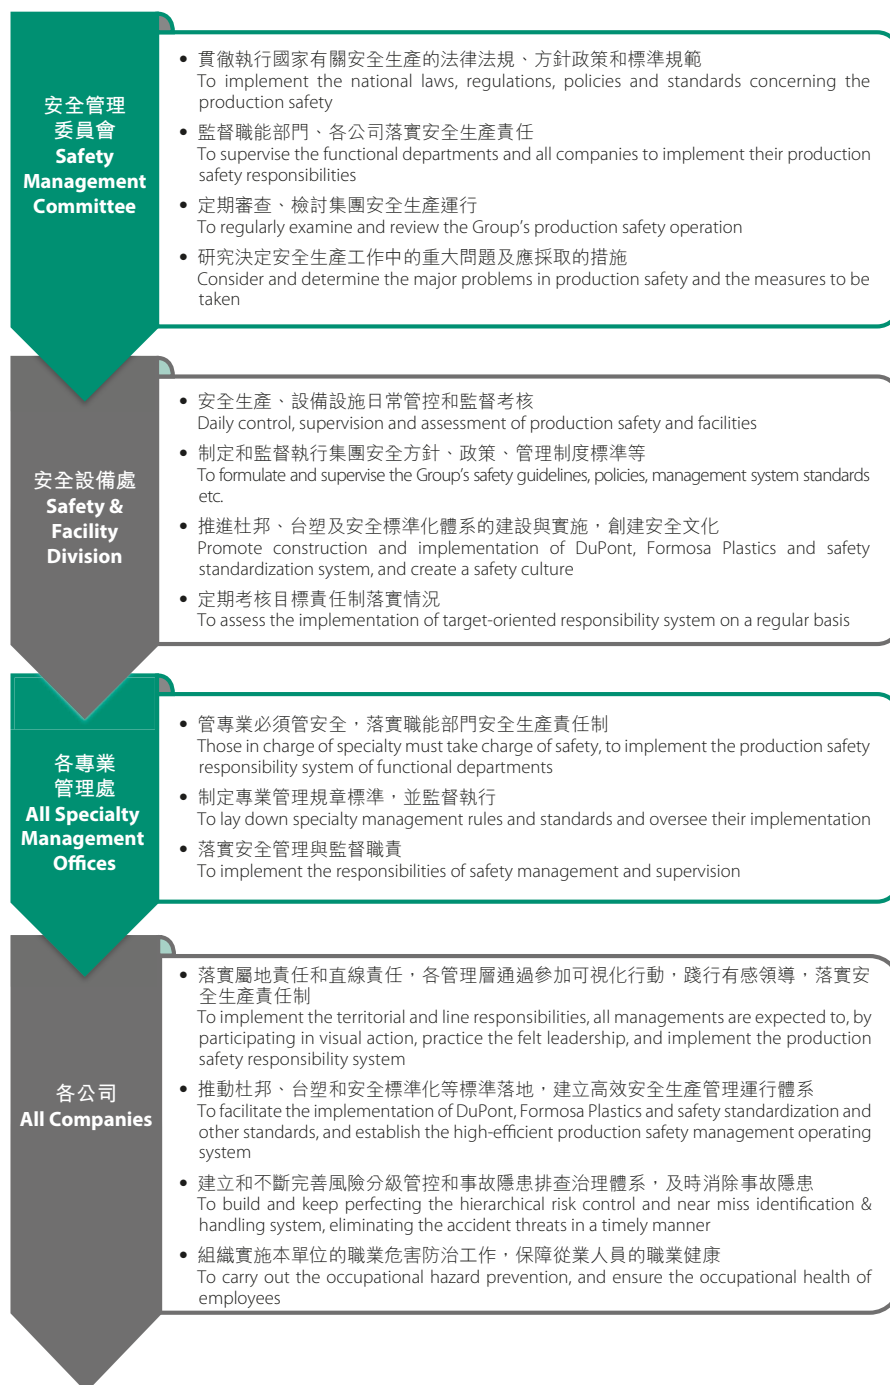 安全管理
委員會
Safety
Management
Committee
• 貫徹執行國家有關安全生產的法律法規、方針政策和標準規範
To implement the national laws, regulations, policies and standards concerning the
production safety
• 監督職能部門、各公司落實安全生產責任
To supervise the functional departments and all companies to implement their production
safety responsibilities
• 定期審查、檢討集團安全生產運行
To regularly examine and review the Group's production safety operation
• 研究決定安全生產工作中的重大問題及應採取的措施
Consider and determine the major problems in production safety and the measures to be
taken
安全設備處
Safety &
Facility
Division
• 安全生產、設備設施日常管控和監督考核
Daily control, supervision and assessment of production safety and facilities
• 制定和監督執行集團安全方針、政策、管理制度標準等
To formulate and supervise the Group's safety guidelines, policies, management system standards
etc.
• 推進杜邦、台塑及安全標準化體系的建設與實施，創建安全文化
Promote construction and implementation of DuPont, Formosa Plastics and safety
standardization system, and create a safety culture
• 定期考核目標責任制落實情況
To assess the implementation of target-oriented responsibility system on a regular basis
各專業
管理處
All Specialty
Management
Offices
• 管專業必須管安全，落實職能部門安全生產責任制
Those in charge of specialty must take charge of safety, to implement the production safety
responsibility system of functional departments
• 制定專業管理規章標準，並監督執行
To lay down specialty management rules and standards and oversee their implementation
• 落實安全管理與監督職責
To implement the responsibilities of safety management and supervision
各公司
All Companies
• 落實屬地責任和直線責任，各管理層通過參加可視化行動，踐行有感領導，落實安
全生產責任制
To implement the territorial and line responsibilities, all managements are expected to, by
participating in visual action, practice the felt leadership, and implement the production
safety responsibility system
• 推動杜邦、台塑和安全標準化等標準落地，建立高效安全生產管理運行體系
To facilitate the implementation of DuPont, Formosa Plastics and safety standardization and
other standards, and establish the high-efficient production safety management operating
system
• 建立和不斷完善風險分級管控和事故隱患排查治理體系，及時消除事故隱患
To build and keep perfecting the hierarchical risk control and near miss identification &
handling system, eliminating the accident threats in a timely manner
• 組織實施本單位的職業危害防治工作，保障從業人員的職業健康
To carry out the occupational hazard prevention, and ensure the occupational health of
employees